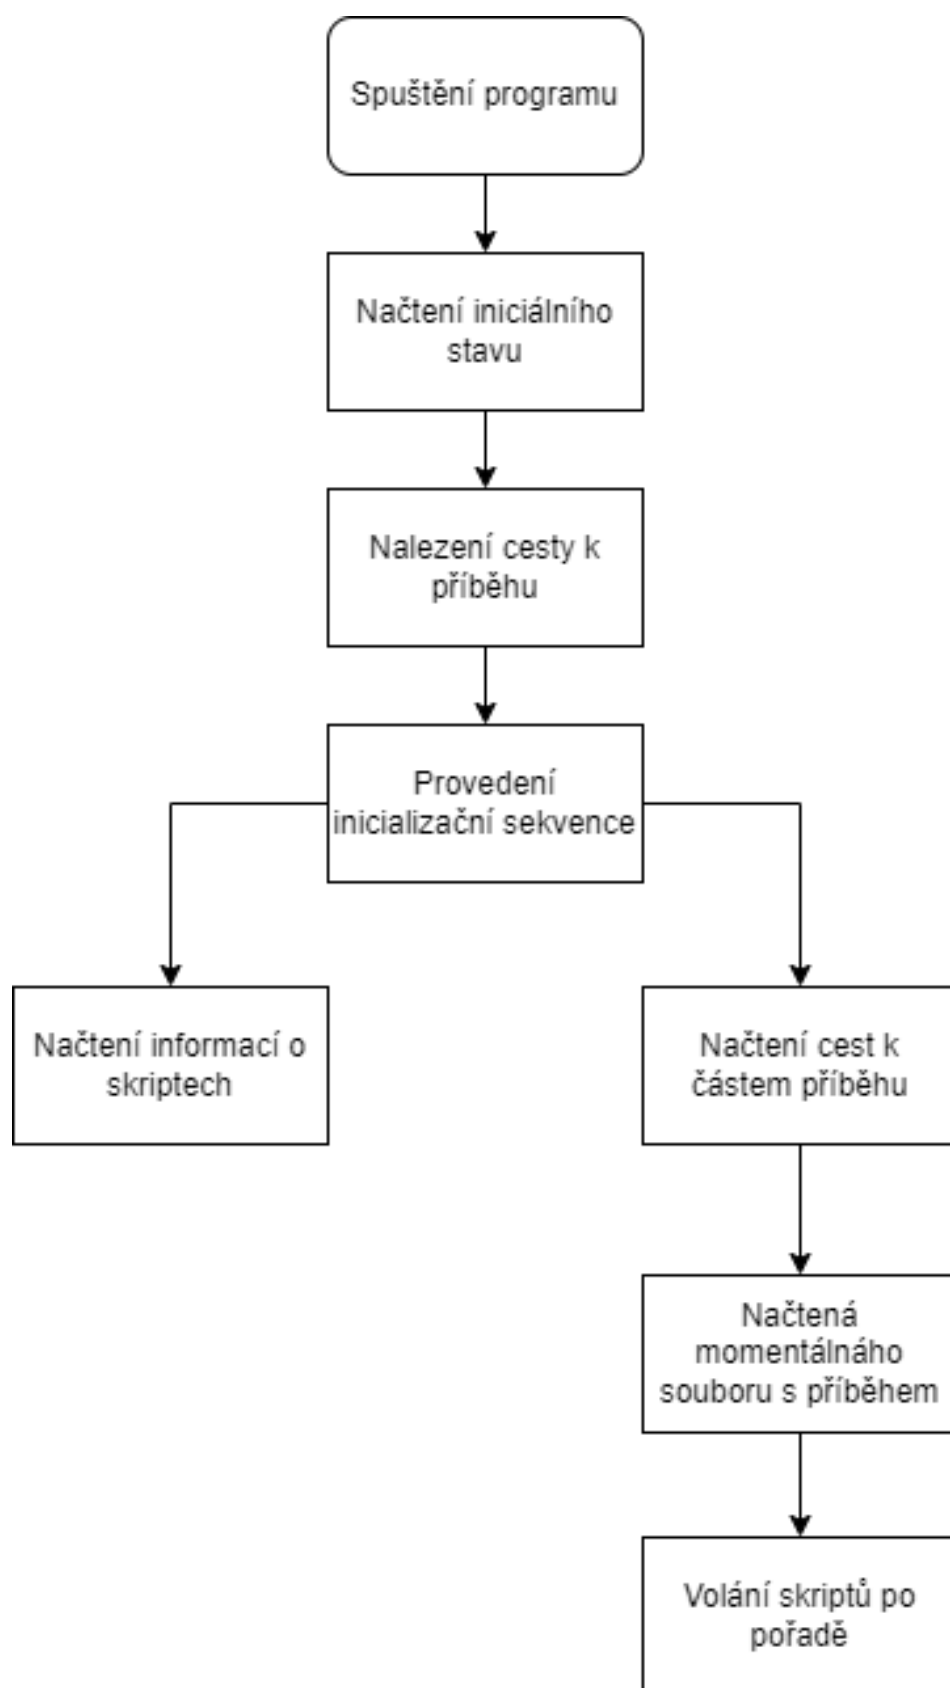 Spuštění programu
Načtení iniciálního
stavu
Nalezení cesty k
příběhu
Provedení
inicializační sekvence
Načtení informací o
skriptech
Načtení cest k
částem příběhu
Načtená
momentálnáho
souboru s příběhem
Volání skriptů po
pořadě